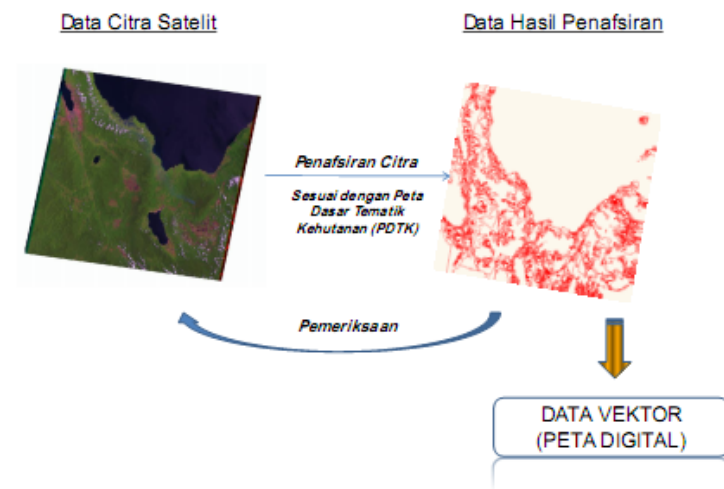 Data Citra Satelit
Data Hasil Penafsiran
Penafsiran Citra
Sesuai dengan Peta
Dasar Tematik
Kehutanan (PDTK)
Pemeriksaan
DATA VEKTOR
(PETA DIGITAL)